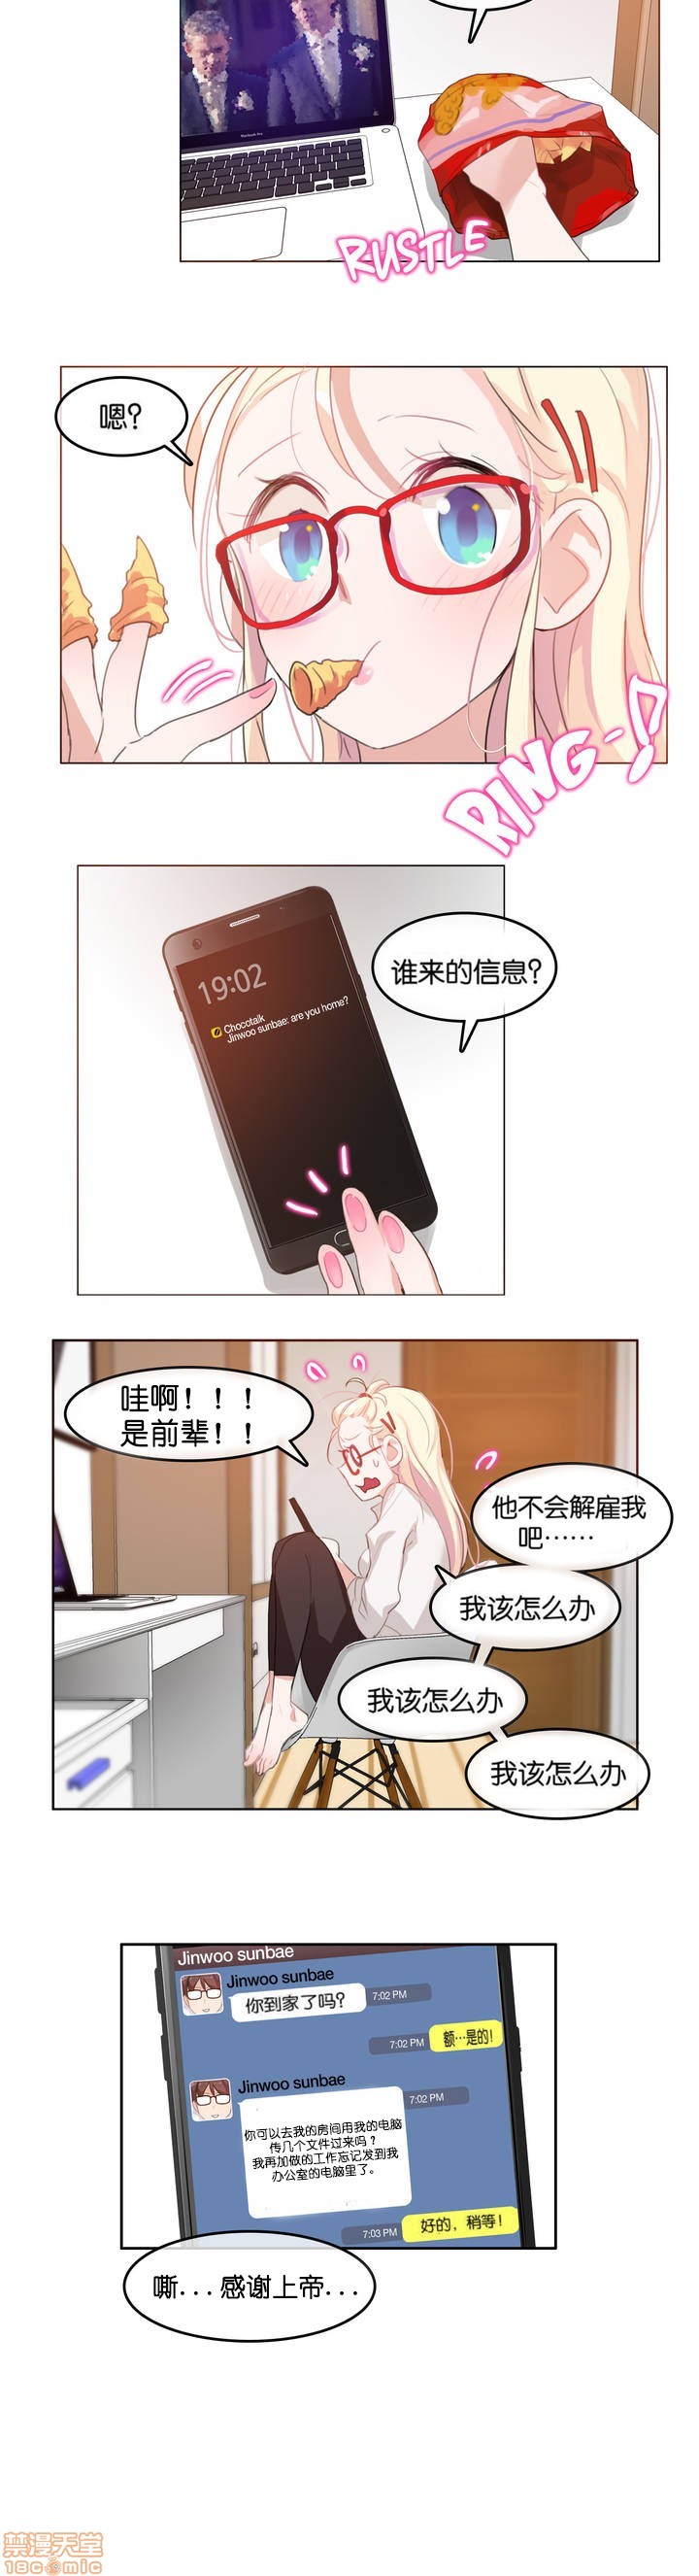 MacBook Pro
RUSTLE
嗯?
RING-!?
谁来的信息?
19:02
Chocotalk
Jinwoo sunbae: are you home?
哇啊！！！
是前辈！！
他不会解雇我
吧……
我该怎么办
我该怎么办
我该怎么办
Jinwoo sunbae
Jinwoo sunbae
你到家了吗?
7:02 PM
7:02 PM
额…是的!
Jinwoo sunbae
7:02 PM
你可以去我的房间用我的电脑
传几个文件过来吗？
我再加做的工作忘记发到我
办公室的电脑里了。
7:03 PM
好的，稍等！
嘶...感谢上帝...
禁漫天堂
18comic